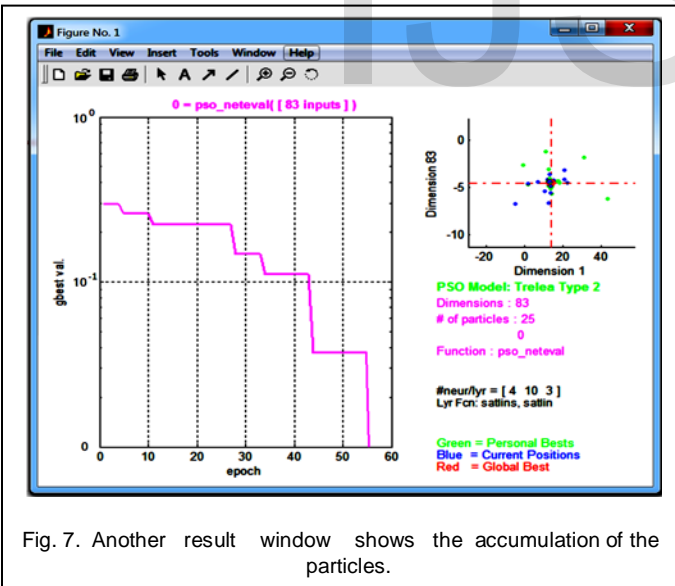 Figure No. 1
File Edit View Insert Tools Window Help
0 = pso_neteval( [ 83 inputs ] )
10^0
10^-1
0
gbest val.
0 10 20 30 40 50 60
epoch
0
-5
-10
Dimension 83
-20 0 20 40
Dimension 1
PSO Model: Trelea Type 2
Dimensions : 83
# of particles : 25
0
Function : pso_neteval
#neur/lyr = [ 4 10 3 ]
Lyr Fcn: satlins, satlin
Green = Personal Bests
Blue = Current Positions
Red = Global Best
Fig. 7. Another result window shows the accumulation of the
particles.